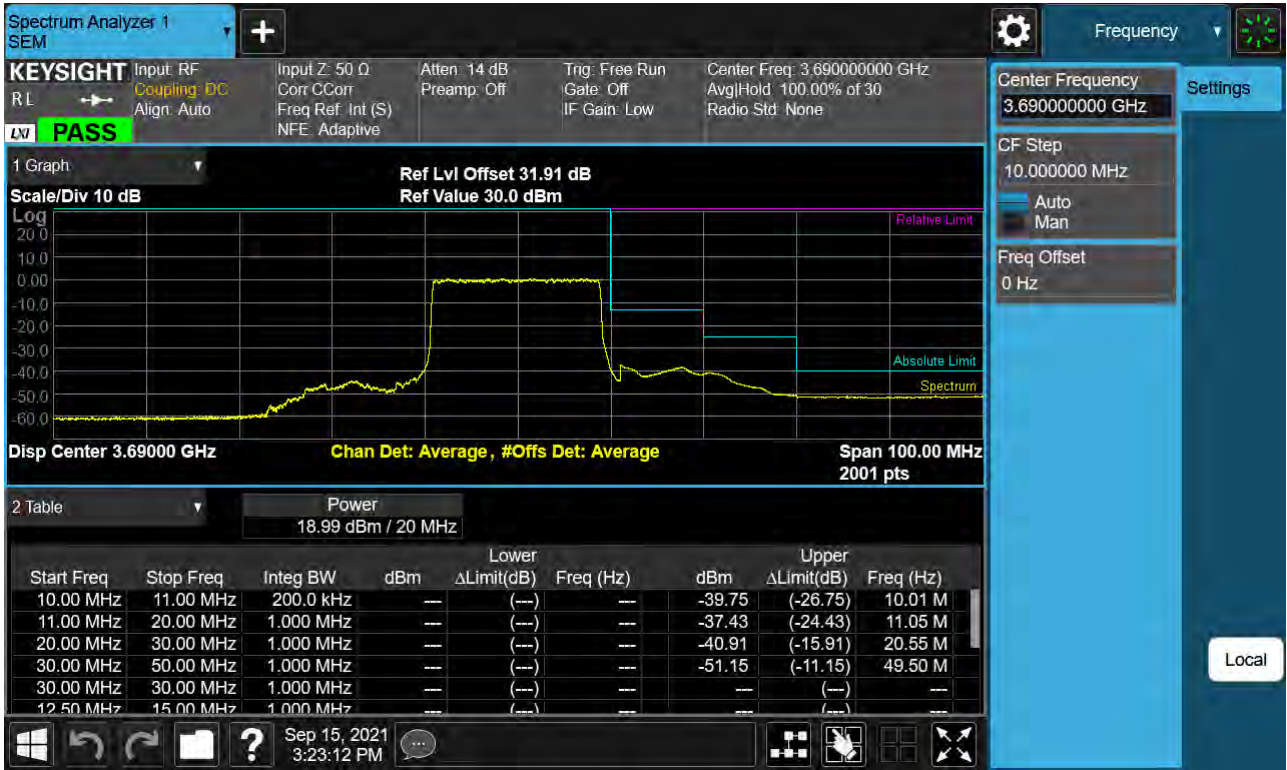 Spectrum Analyzer 1
SEM
Frequency
KEYSIGHT
R L
LXI
PASS
Input: RF
Coupling: DC
Align: Auto
Input Z: 50 Ω
Corr CCorr
Freq Ref: Int (S)
NFE: Adaptive
Atten: 14 dB
Preamp: Off
Trig: Free Run
Gate: Off
IF Gain: Low
Center Freq: 3.690000000 GHz
Avg|Hold: 100.00% of 30
Radio Std: None
Center Frequency
3.690000000 GHz
Settings
CF Step
10.000000 MHz
Auto
Man
Freq Offset
0 Hz
1 Graph
Scale/Div 10 dB
Ref Lvl Offset 31.91 dB
Ref Value 30.0 dBm
Log
20.0
10.0
0.00
-10.0
-20.0
-30.0
-40.0
-50.0
-60.0
Relative Limit
Absolute Limit
Spectrum
Disp Center 3.69000 GHz
Chan Det: Average , #Offs Det: Average
Span 100.00 MHz
2001 pts
2 Table
Power
18.99 dBm / 20 MHz
Lower Upper
Start Freq Stop Freq Integ BW dBm ΔLimit(dB) Freq (Hz) dBm ΔLimit(dB) Freq (Hz)
10.00 MHz 11.00 MHz 200.0 kHz --- (---) --- -39.75 (-26.75) 10.01 M
11.00 MHz 20.00 MHz 1.000 MHz --- (---) --- -37.43 (-24.43) 11.05 M
20.00 MHz 30.00 MHz 1.000 MHz --- (---) --- -40.91 (-15.91) 20.55 M
30.00 MHz 50.00 MHz 1.000 MHz --- (---) --- -51.15 (-11.15) 49.50 M
30.00 MHz 30.00 MHz 1.000 MHz --- (---) --- --- (---) ---
12.50 MHz 15.00 MHz 1.000 MHz --- (---) --- --- (---) ---
Local
?
Sep 15, 2021
3:23:12 PM